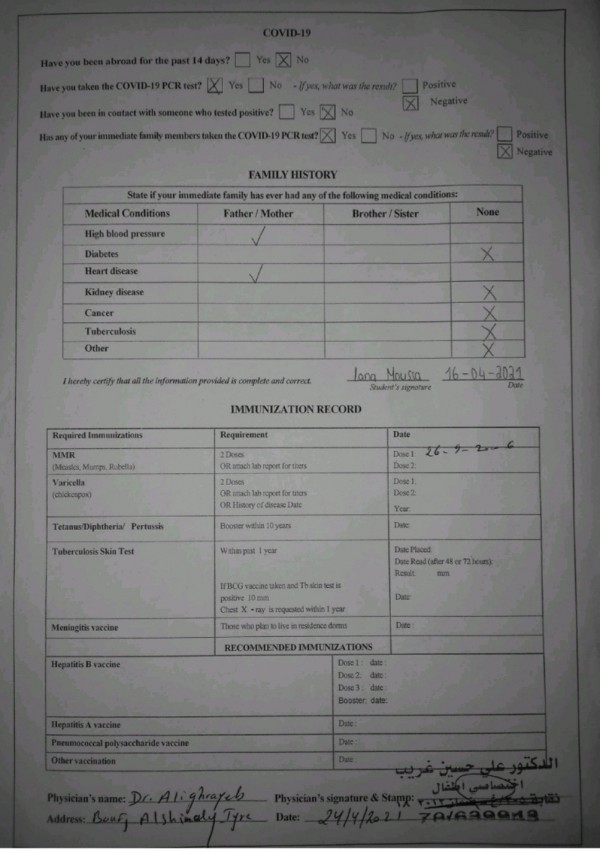 COVID-19
Have you been abroad for the past 14 days? Yes No
Have you taken the COVID-19 PCR test? Yes No - If yes, what was the result? Positive
Negative
Have you been in contact with someone who tested positive? Yes No
Has any of your immediate family members taken the COVID-19 PCR test? Yes No - If yes, what was the result? Positive
Negative
FAMILY HISTORY
State if your immediate family has ever had any of the following medical conditions:
Medical Conditions Father / Mother Brother / Sister None
High blood pressure
Diabetes
Heart disease
Kidney disease
Cancer
Tuberculosis
Other
I hereby certify that all the information provided is complete and correct. Iana Moussa 16-04-2021
Student's signature Date
IMMUNIZATION RECORD
Required Immunizations Requirement Date
MMR 2 Doses Dose 1: 26-9-20
(Measles, Mumps, Rubella) OR attach lab report for titers Dose 2:
Varicella 2 Doses Dose 1:
(chickenpox) OR attach lab report for titers Dose 2:
OR History of disease Date Year:
Tetanus/Diphtheria/ Pertussis Booster within 10 years Date:
Tuberculosis Skin Test Within past 1 year Date Placed:
Date Read (after 48 or 72 hours):
Result: mm
If BCG vaccine taken and Tb skin test is
positive 10 mm Date:
Chest X - ray is requested within 1 year
Meningitis vaccine Those who plan to live in residence dorms Date :
RECOMMENDED IMMUNIZATIONS
Hepatitis B vaccine Dose 1 : date:
Dose 2: date:
Dose 3 : date:
Booster: date:
Hepatitis A vaccine Date :
Pneumococcal polysaccharide vaccine Date :
Other vaccination Date :
الدكتور علي حسين غريب
اختصاصي اطفال
Physician's name: Dr. Ali ghrayeb Physician's signature & Stamp:
Address: Bourj Alshimaly Tyre Date: 24/4/2021